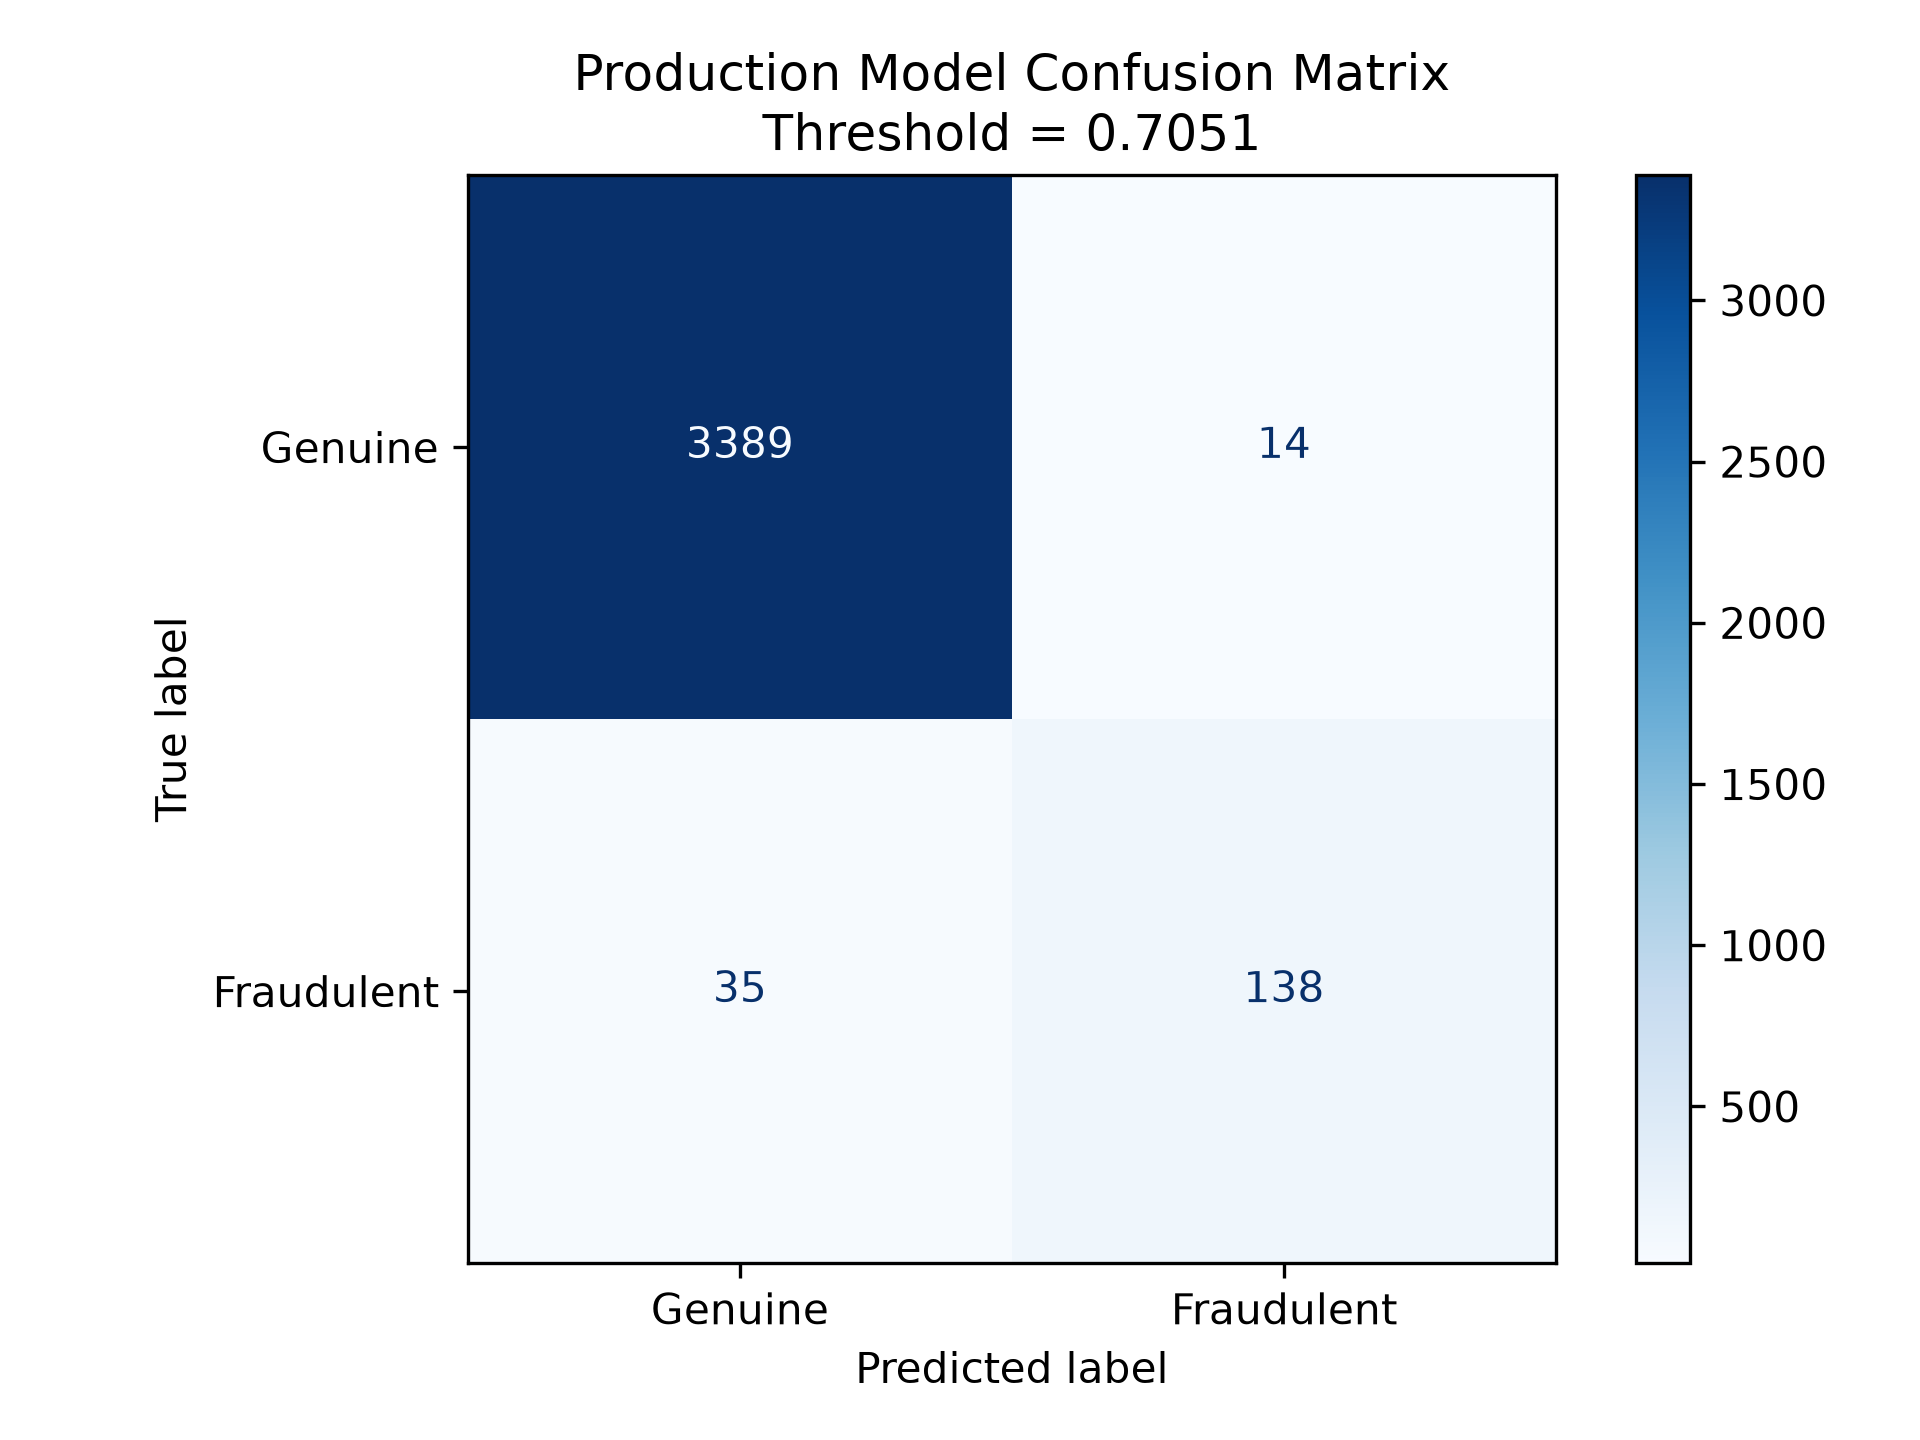 Production Model Confusion Matrix
Threshold = 0.7051
True label
Genuine
3389
14
Fraudulent
35
138
Genuine
Fraudulent
Predicted label
3000
2500
2000
1500
1000
500